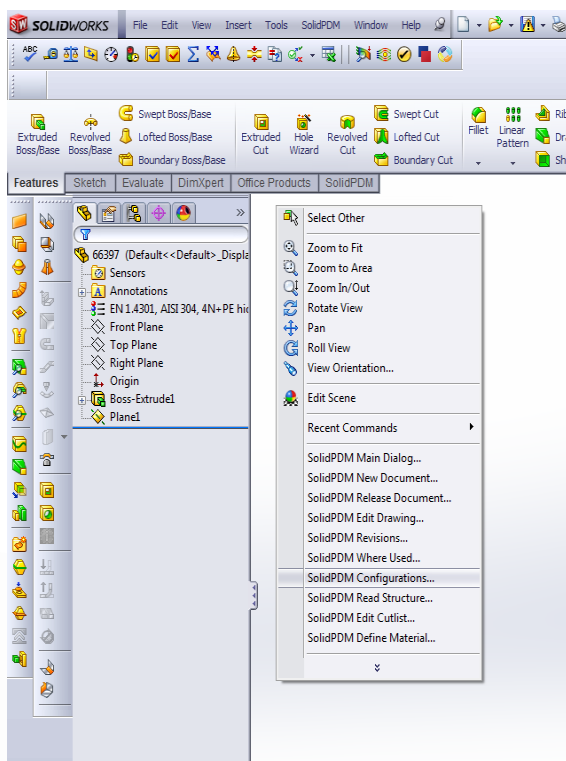 SW SOLIDWORKS File Edit View Insert Tools SolidPDM Window Help
ABC
Extruded Boss/Base
Revolved Boss/Base
Swept Boss/Base
Lofted Boss/Base
Boundary Boss/Base
Extruded Cut
Hole Wizard
Revolved Cut
Swept Cut
Lofted Cut
Boundary Cut
Fillet
Linear Pattern
Features Sketch Evaluate DimXpert Office Products SolidPDM
66397 (Default<<Default>_Displa
Sensors
A Annotations
EN 1.4301, AISI 304, 4N+PE hic
Front Plane
Top Plane
Right Plane
Origin
Boss-Extrude1
Plane1
Select Other
Zoom to Fit
Zoom to Area
Zoom In/Out
Rotate View
Pan
Roll View
View Orientation...
Edit Scene
Recent Commands
SolidPDM Main Dialog...
SolidPDM New Document...
SolidPDM Release Document...
SolidPDM Edit Drawing...
SolidPDM Revisions...
SolidPDM Where Used...
SolidPDM Configurations...
SolidPDM Read Structure...
SolidPDM Edit Cutlist...
SolidPDM Define Material...